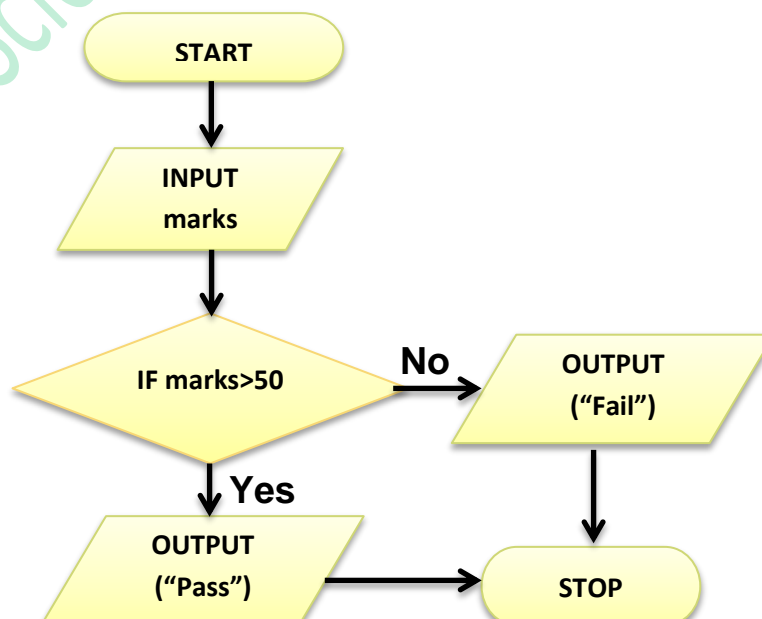 START
INPUT
marks
IF marks>50
No
OUTPUT
(“Fail”)
Yes
OUTPUT
(“Pass”)
STOP